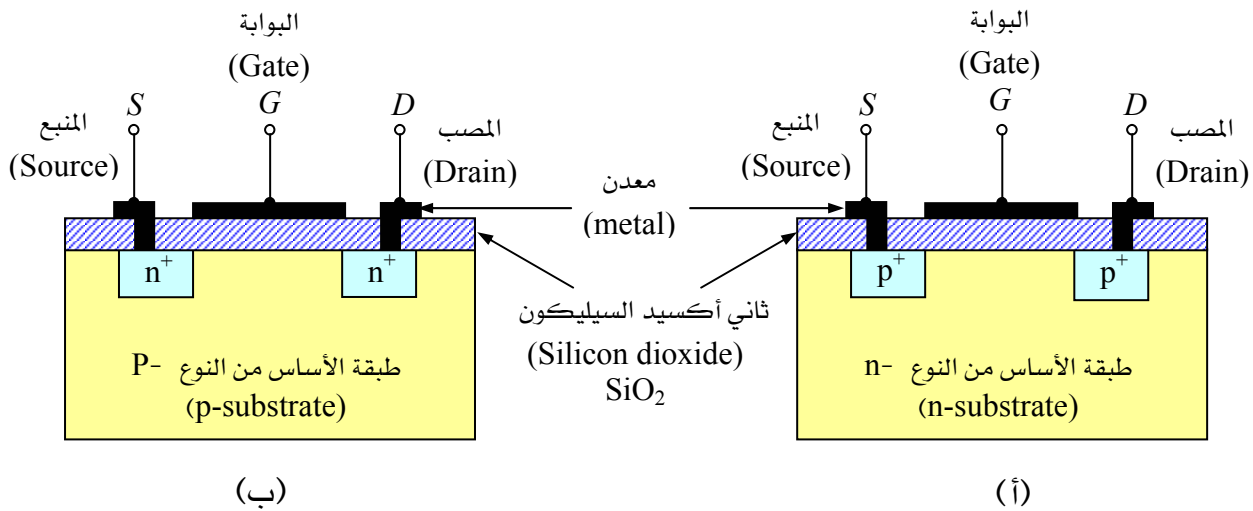 البوابة
(Gate)
S
G
D
المنبع
(Source)
المصب
(Drain)
n⁺
n⁺
طبقة الأساس من النوع P-
(p-substrate)
(ب)
معدن
(metal)
ثاني أكسيد السيليكون
(Silicon dioxide)
SiO₂
البوابة
(Gate)
S
G
D
المنبع
(Source)
المصب
(Drain)
p⁺
p⁺
طبقة الأساس من النوع n-
(n-substrate)
(أ)